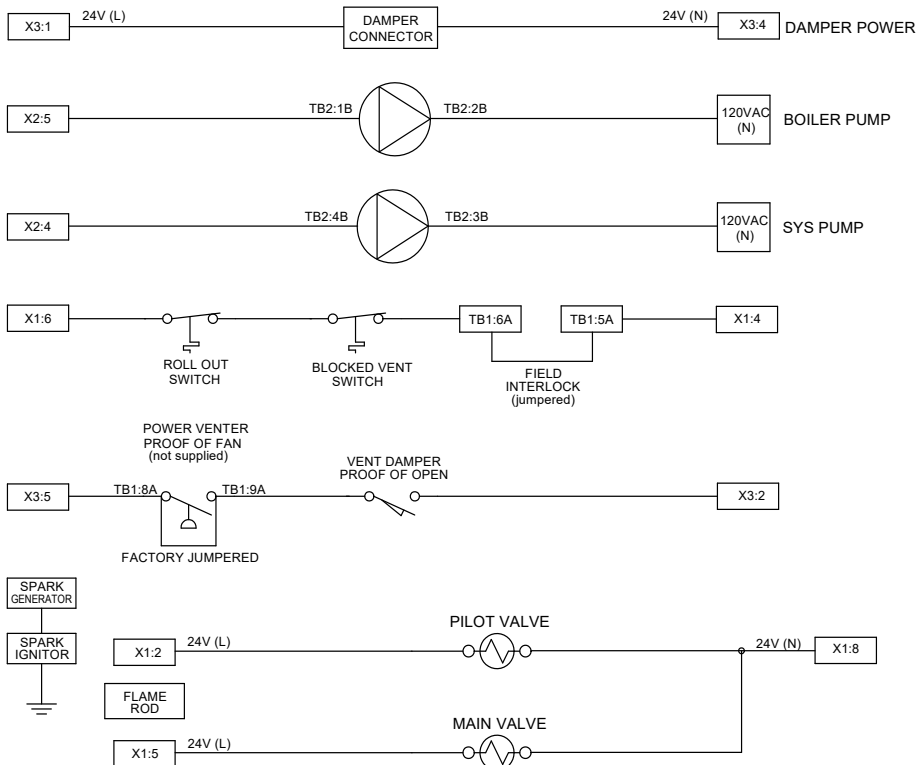 X3:1
24V (L)
DAMPER
CONNECTOR
24V (N)
X3:4
DAMPER POWER
X2:5
TB2:1B
TB2:2B
120VAC
(N)
BOILER PUMP
X2:4
TB2:4B
TB2:3B
120VAC
(N)
SYS PUMP
X1:6
ROLL OUT
SWITCH
BLOCKED VENT
SWITCH
TB1:6A
TB1:5A
FIELD
INTERLOCK
(jumpered)
X1:4
POWER VENTER
PROOF OF FAN
(not supplied)
X3:5
TB1:8A
TB1:9A
FACTORY JUMPERED
VENT DAMPER
PROOF OF OPEN
X3:2
SPARK
GENERATOR
SPARK
IGNITOR
X1:2
24V (L)
PILOT VALVE
24V (N)
X1:8
FLAME
ROD
X1:5
24V (L)
MAIN VALVE